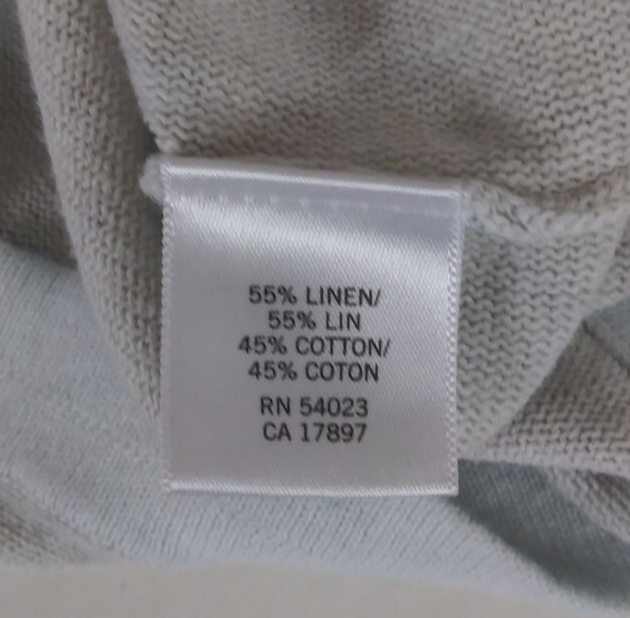 55% LINEN/
55% LIN
45% COTTON/
45% COTON
RN 54023
CA 17897